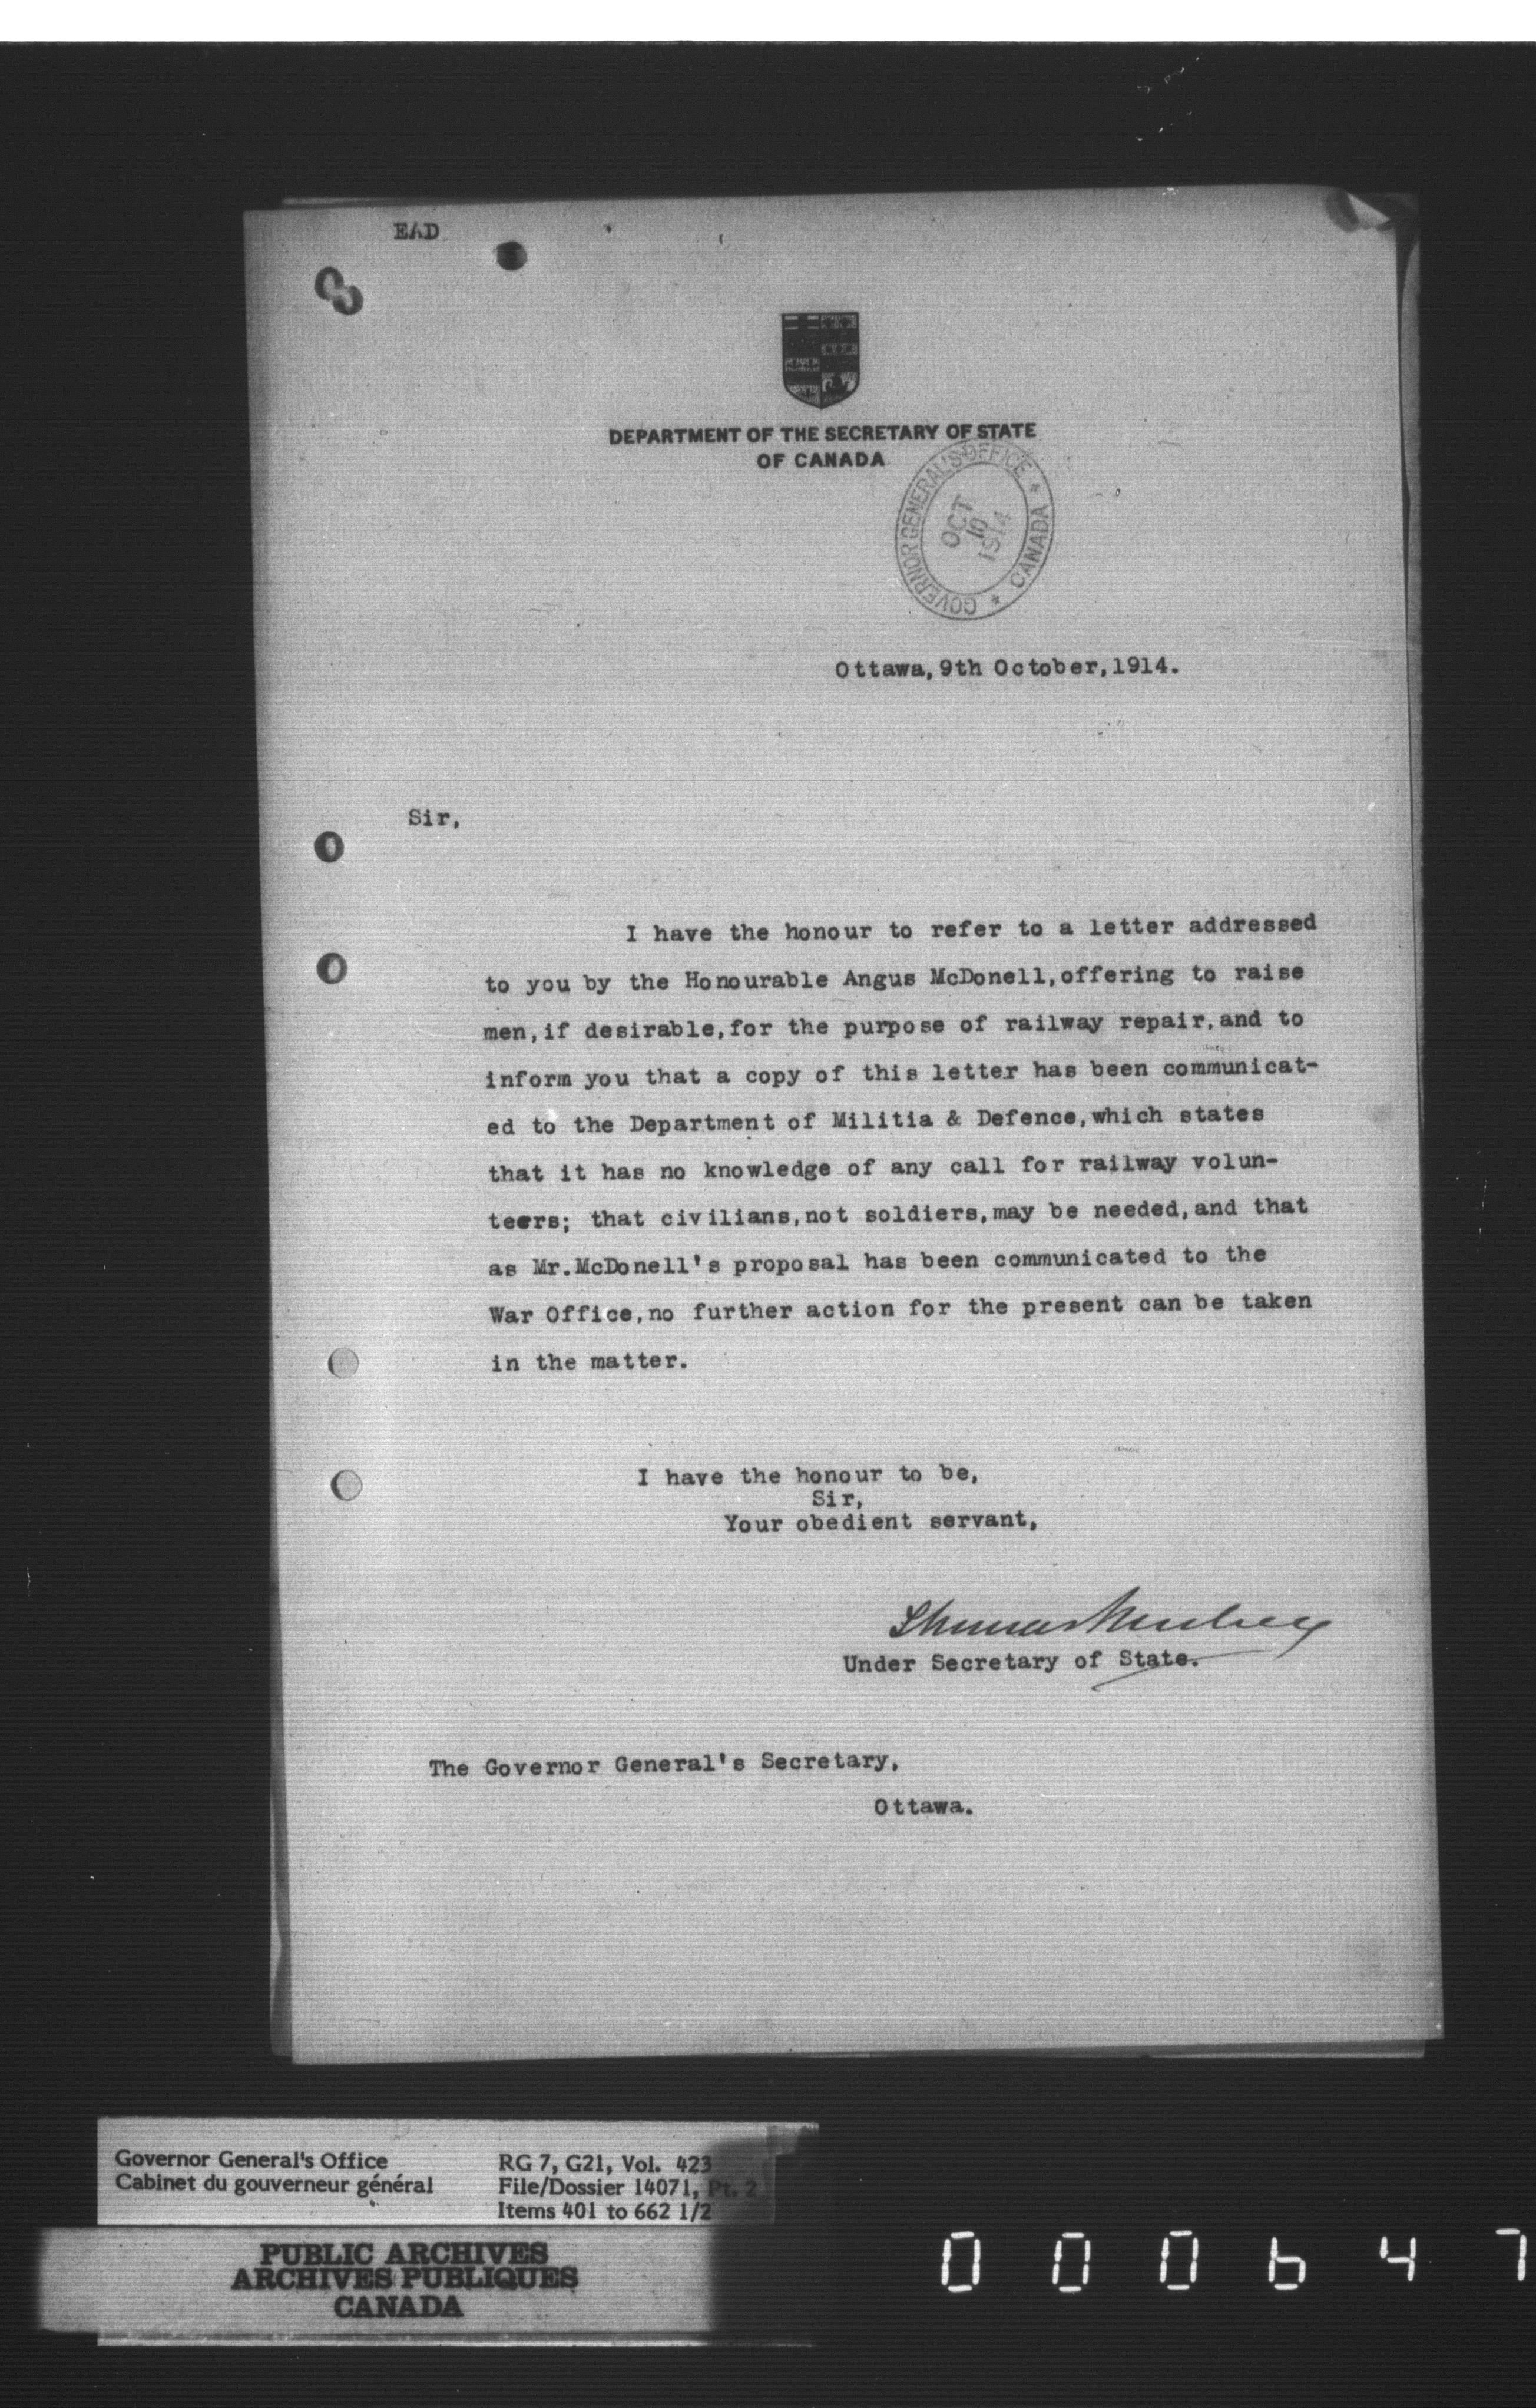 EAD
DEPARTMENT OF THE SECRETARY OF STATE
OF CANADA
GOVERNOR GENERAL'S OFFICE * CANADA *
OCT
10
1914
Ottawa, 9th October, 1914.
Sir,
I have the honour to refer to a letter addressed
to you by the Honourable Angus McDonell, offering to raise
men, if desirable, for the purpose of railway repair, and to
inform you that a copy of this letter has been communicat-
ed to the Department of Militia & Defence, which states
that it has no knowledge of any call for railway volun-
teers; that civilians, not soldiers, may be needed, and that
as Mr. McDonell's proposal has been communicated to the
War Office, no further action for the present can be taken
in the matter.
I have the honour to be,
Sir,
Your obedient servant,
Thomas Mulvey
Under Secretary of State.
The Governor General's Secretary,
Ottawa.
Governor General's Office
Cabinet du gouverneur général
RG 7, G21, Vol. 423
File/Dossier 14071, Pt. 2
Items 401 to 662 1/2
PUBLIC ARCHIVES
ARCHIVES PUBLIQUES
CANADA
000647